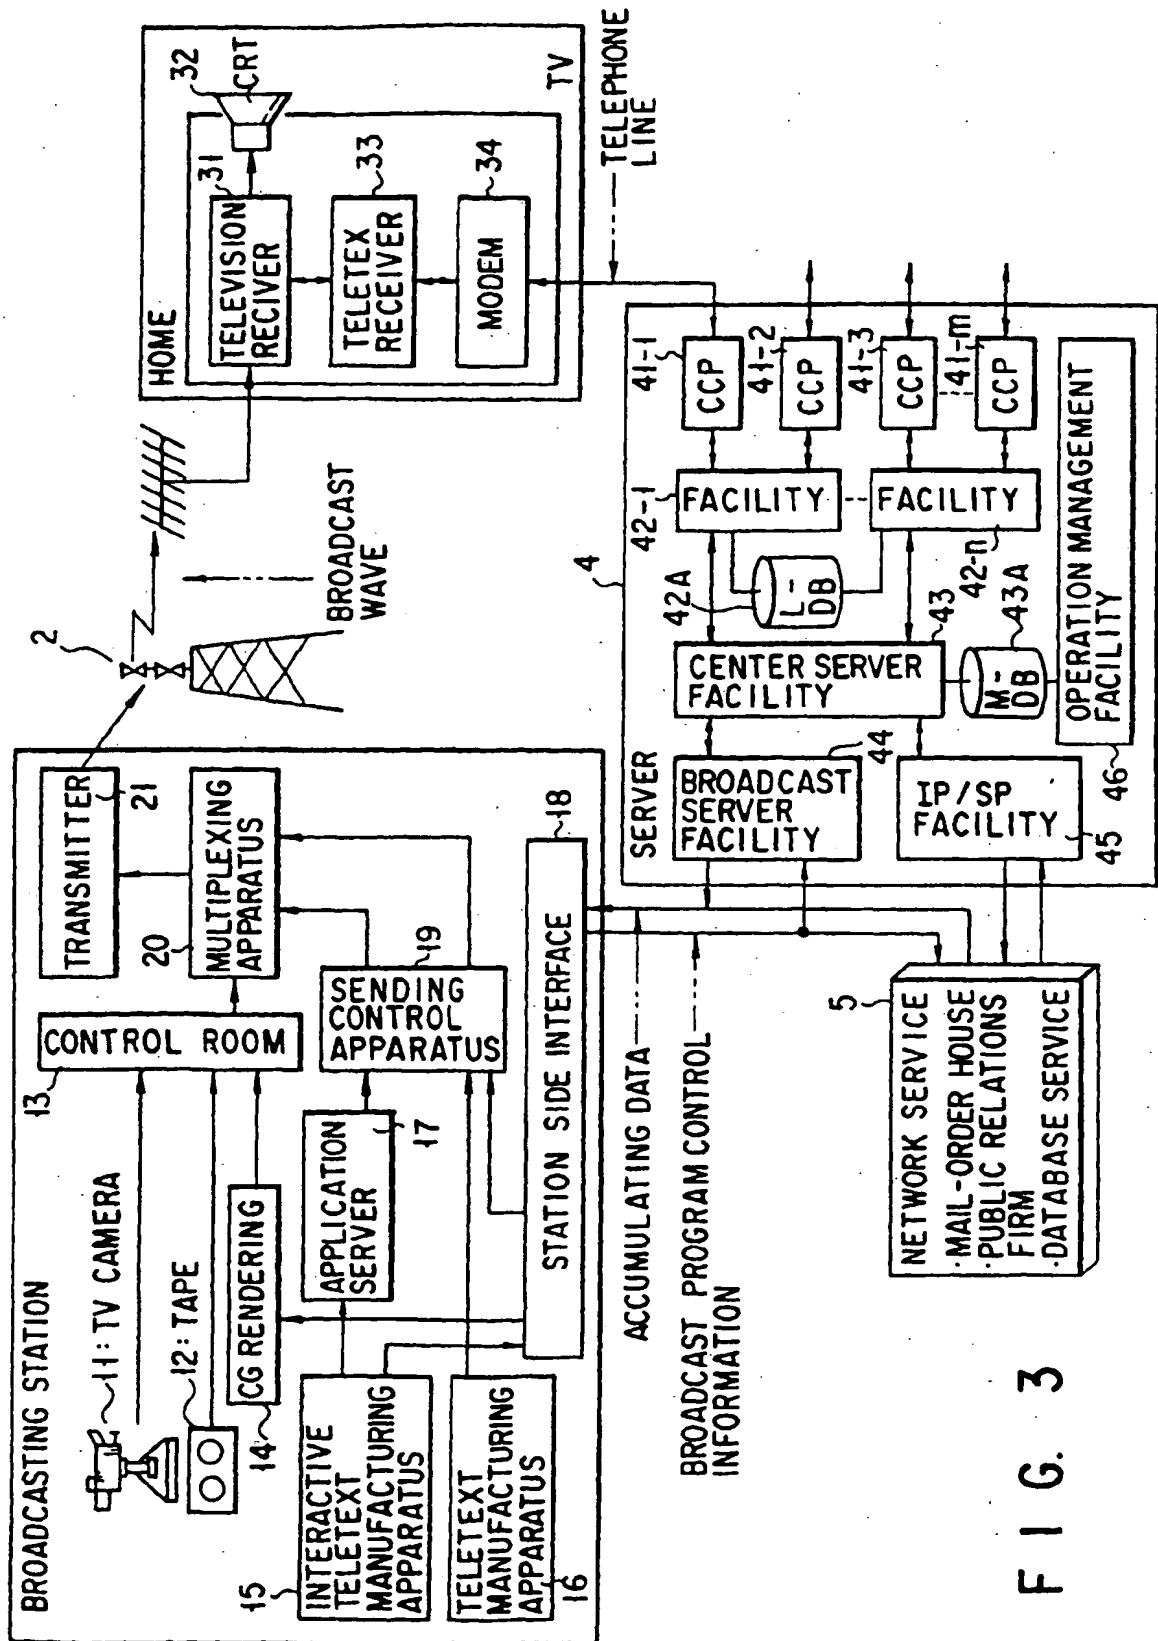 BROADCASTING STATION
11: TV CAMERA
12: TAPE
13
CONTROL ROOM
14
CG RENDERING
15
INTERACTIVE
TELETEXT
MANUFACTURING
APPARATUS
TELETEXT
MANUFACTURING
APPARATUS
16
APPLICATION
SERVER
17
SENDING
CONTROL
APPARATUS
19
20
MULTIPLEXING
APPARATUS
TRANSMITTER
21
STATION SIDE INTERFACE
18
2
BROADCAST
WAVE
HOME
TV
TELEVISION
RECIVER
31
32
CRT
TELETEX
RECEIVER
33
MODEM
34
TELEPHONE
LINE
ACCUMULATING DATA
BROADCAST PROGRAM CONTROL
INFORMATION
SERVER
4
BROADCAST
SERVER
FACILITY
44
IP/SP
FACILITY
45
CENTER SERVER
FACILITY
43
42A
L-
DB
M-
DB
43A
42-1
FACILITY
FACILITY
42-n
41-1
CCP
41-2
CCP
41-3
CCP
41-m
CCP
OPERATION MANAGEMENT
FACILITY
46
5
NETWORK SERVICE
·MAIL-ORDER HOUSE
·PUBLIC RELATIONS
FIRM
·DATABASE SERVICE
FIG. 3